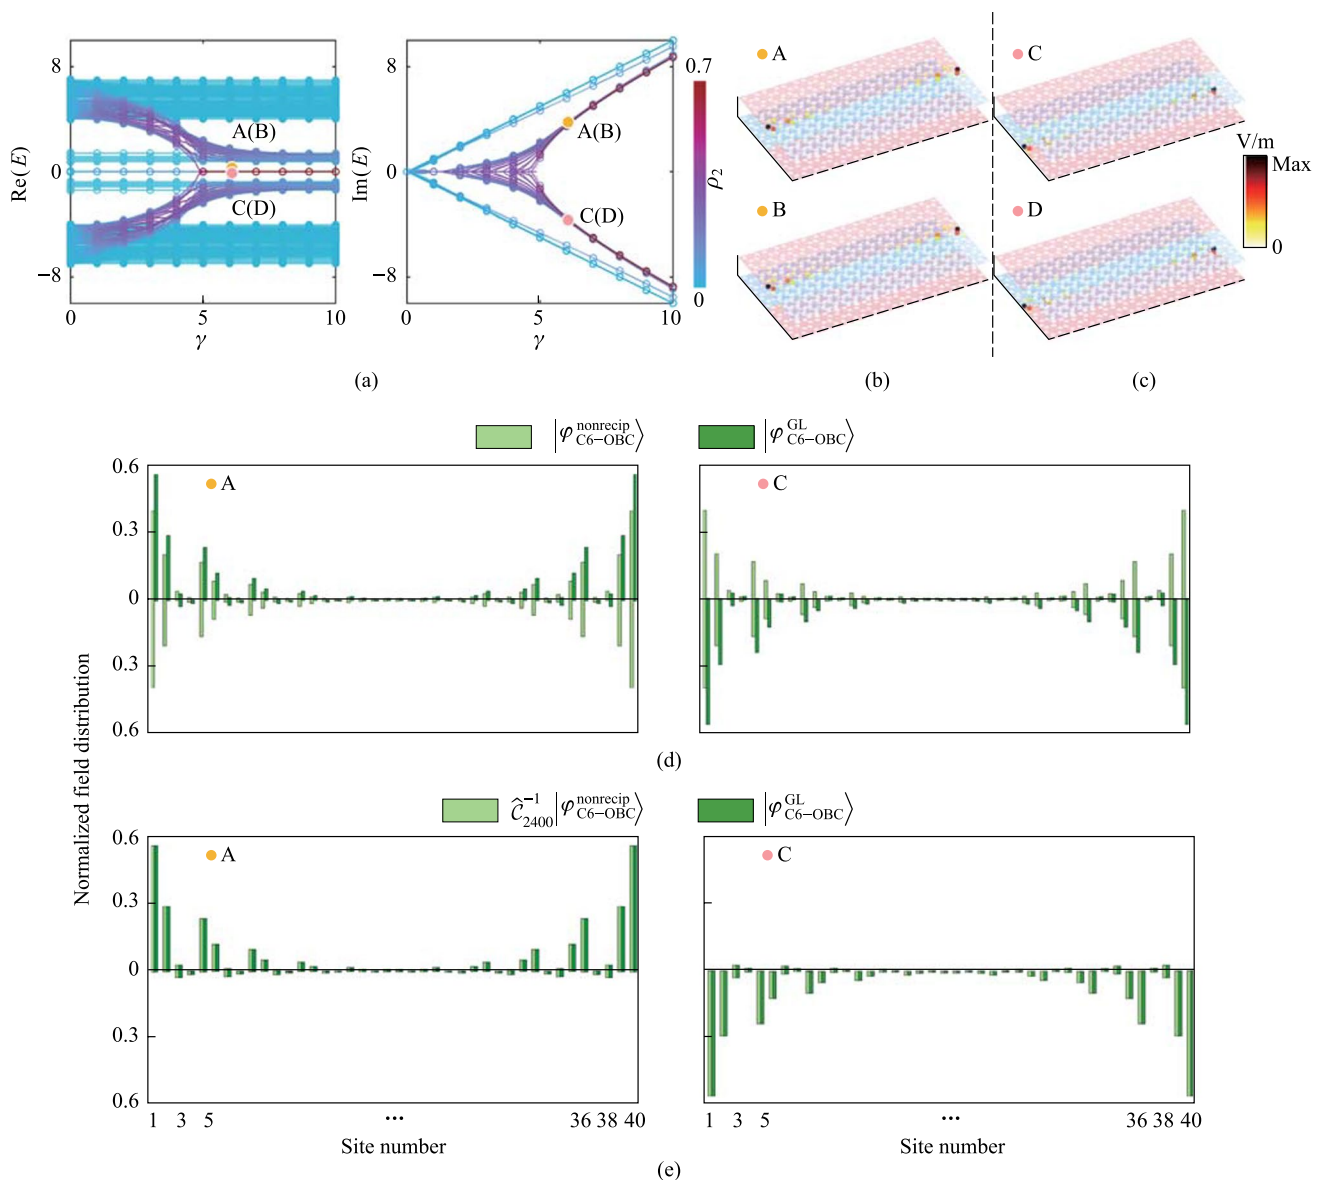 8
0
−8
Re(E)
A(B)
C(D)
0 5 10
γ
8
0
−8
Im(E)
A(B)
C(D)
0 5 10
γ
0.7
0
ρ2
(a)
A
B
(b)
C
D
(c)
V/m
Max
0
|φ nonrecip C6−OBC⟩
|φ GL C6−OBC⟩
0.6
0.3
0
0.3
0.6
A
C
(d)
Normalized field distribution
Ĉ −1 2400 |φ nonrecip C6−OBC⟩
|φ GL C6−OBC⟩
0.6
0.3
0
0.3
0.6
A
C
1 3 5 ... 36 38 40
Site number
1 3 5 ... 36 38 40
Site number
(e)